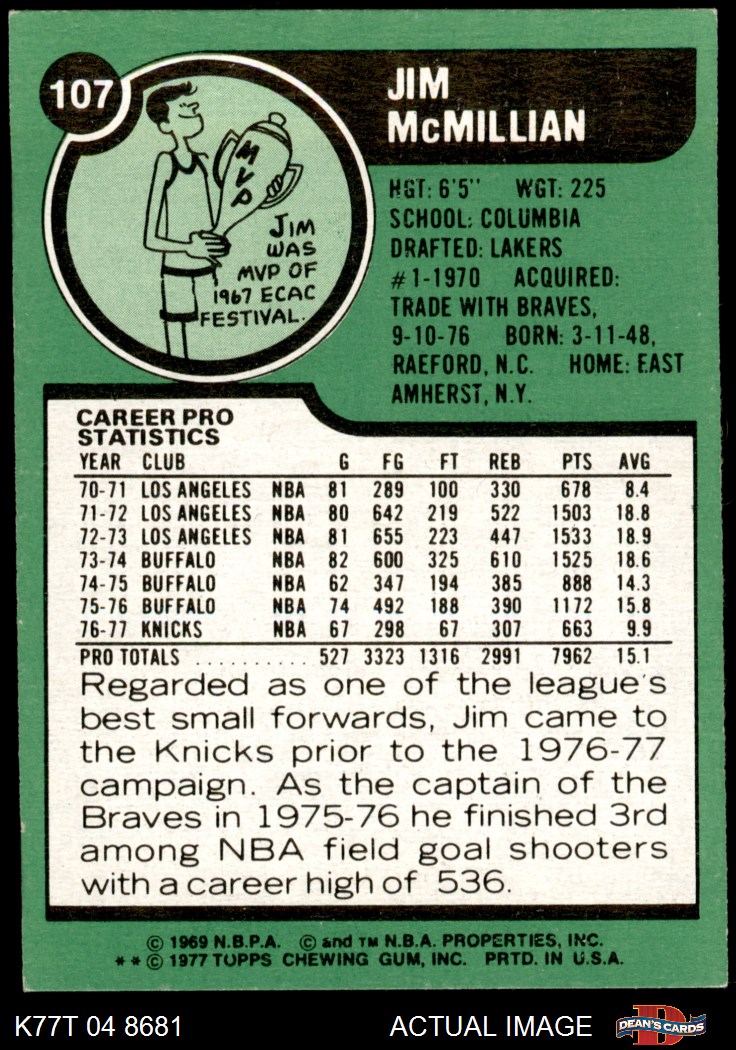 107
JIM
McMILLIAN
MVP
JIM
WAS
MVP OF
1967 ECAC
FESTIVAL.
HGT: 6'5" WGT: 225
SCHOOL: COLUMBIA
DRAFTED: LAKERS
#1-1970 ACQUIRED:
TRADE WITH BRAVES,
9-10-76 BORN: 3-11-48,
RAEFORD, N.C. HOME: EAST
AMHERST, N.Y.
CAREER PRO
STATISTICS
YEAR CLUB G FG FT REB PTS AVG
70-71 LOS ANGELES NBA 81 289 100 330 678 8.4
71-72 LOS ANGELES NBA 80 642 219 522 1503 18.8
72-73 LOS ANGELES NBA 81 655 223 447 1533 18.9
73-74 BUFFALO NBA 82 600 325 610 1525 18.6
74-75 BUFFALO NBA 62 347 194 385 888 14.3
75-76 BUFFALO NBA 74 492 188 390 1172 15.8
76-77 KNICKS NBA 67 298 67 307 663 9.9
PRO TOTALS .......... 527 3323 1316 2991 7962 15.1
Regarded as one of the league's
best small forwards, Jim came to
the Knicks prior to the 1976-77
campaign. As the captain of the
Braves in 1975-76 he finished 3rd
among NBA field goal shooters
with a career high of 536.
© 1969 N.B.P.A. © and TM N.B.A. PROPERTIES, INC.
**© 1977 TOPPS CHEWING GUM, INC. PRTD. IN U.S.A.
K77T 04 8681 ACTUAL IMAGE D DEAN'S CARDS